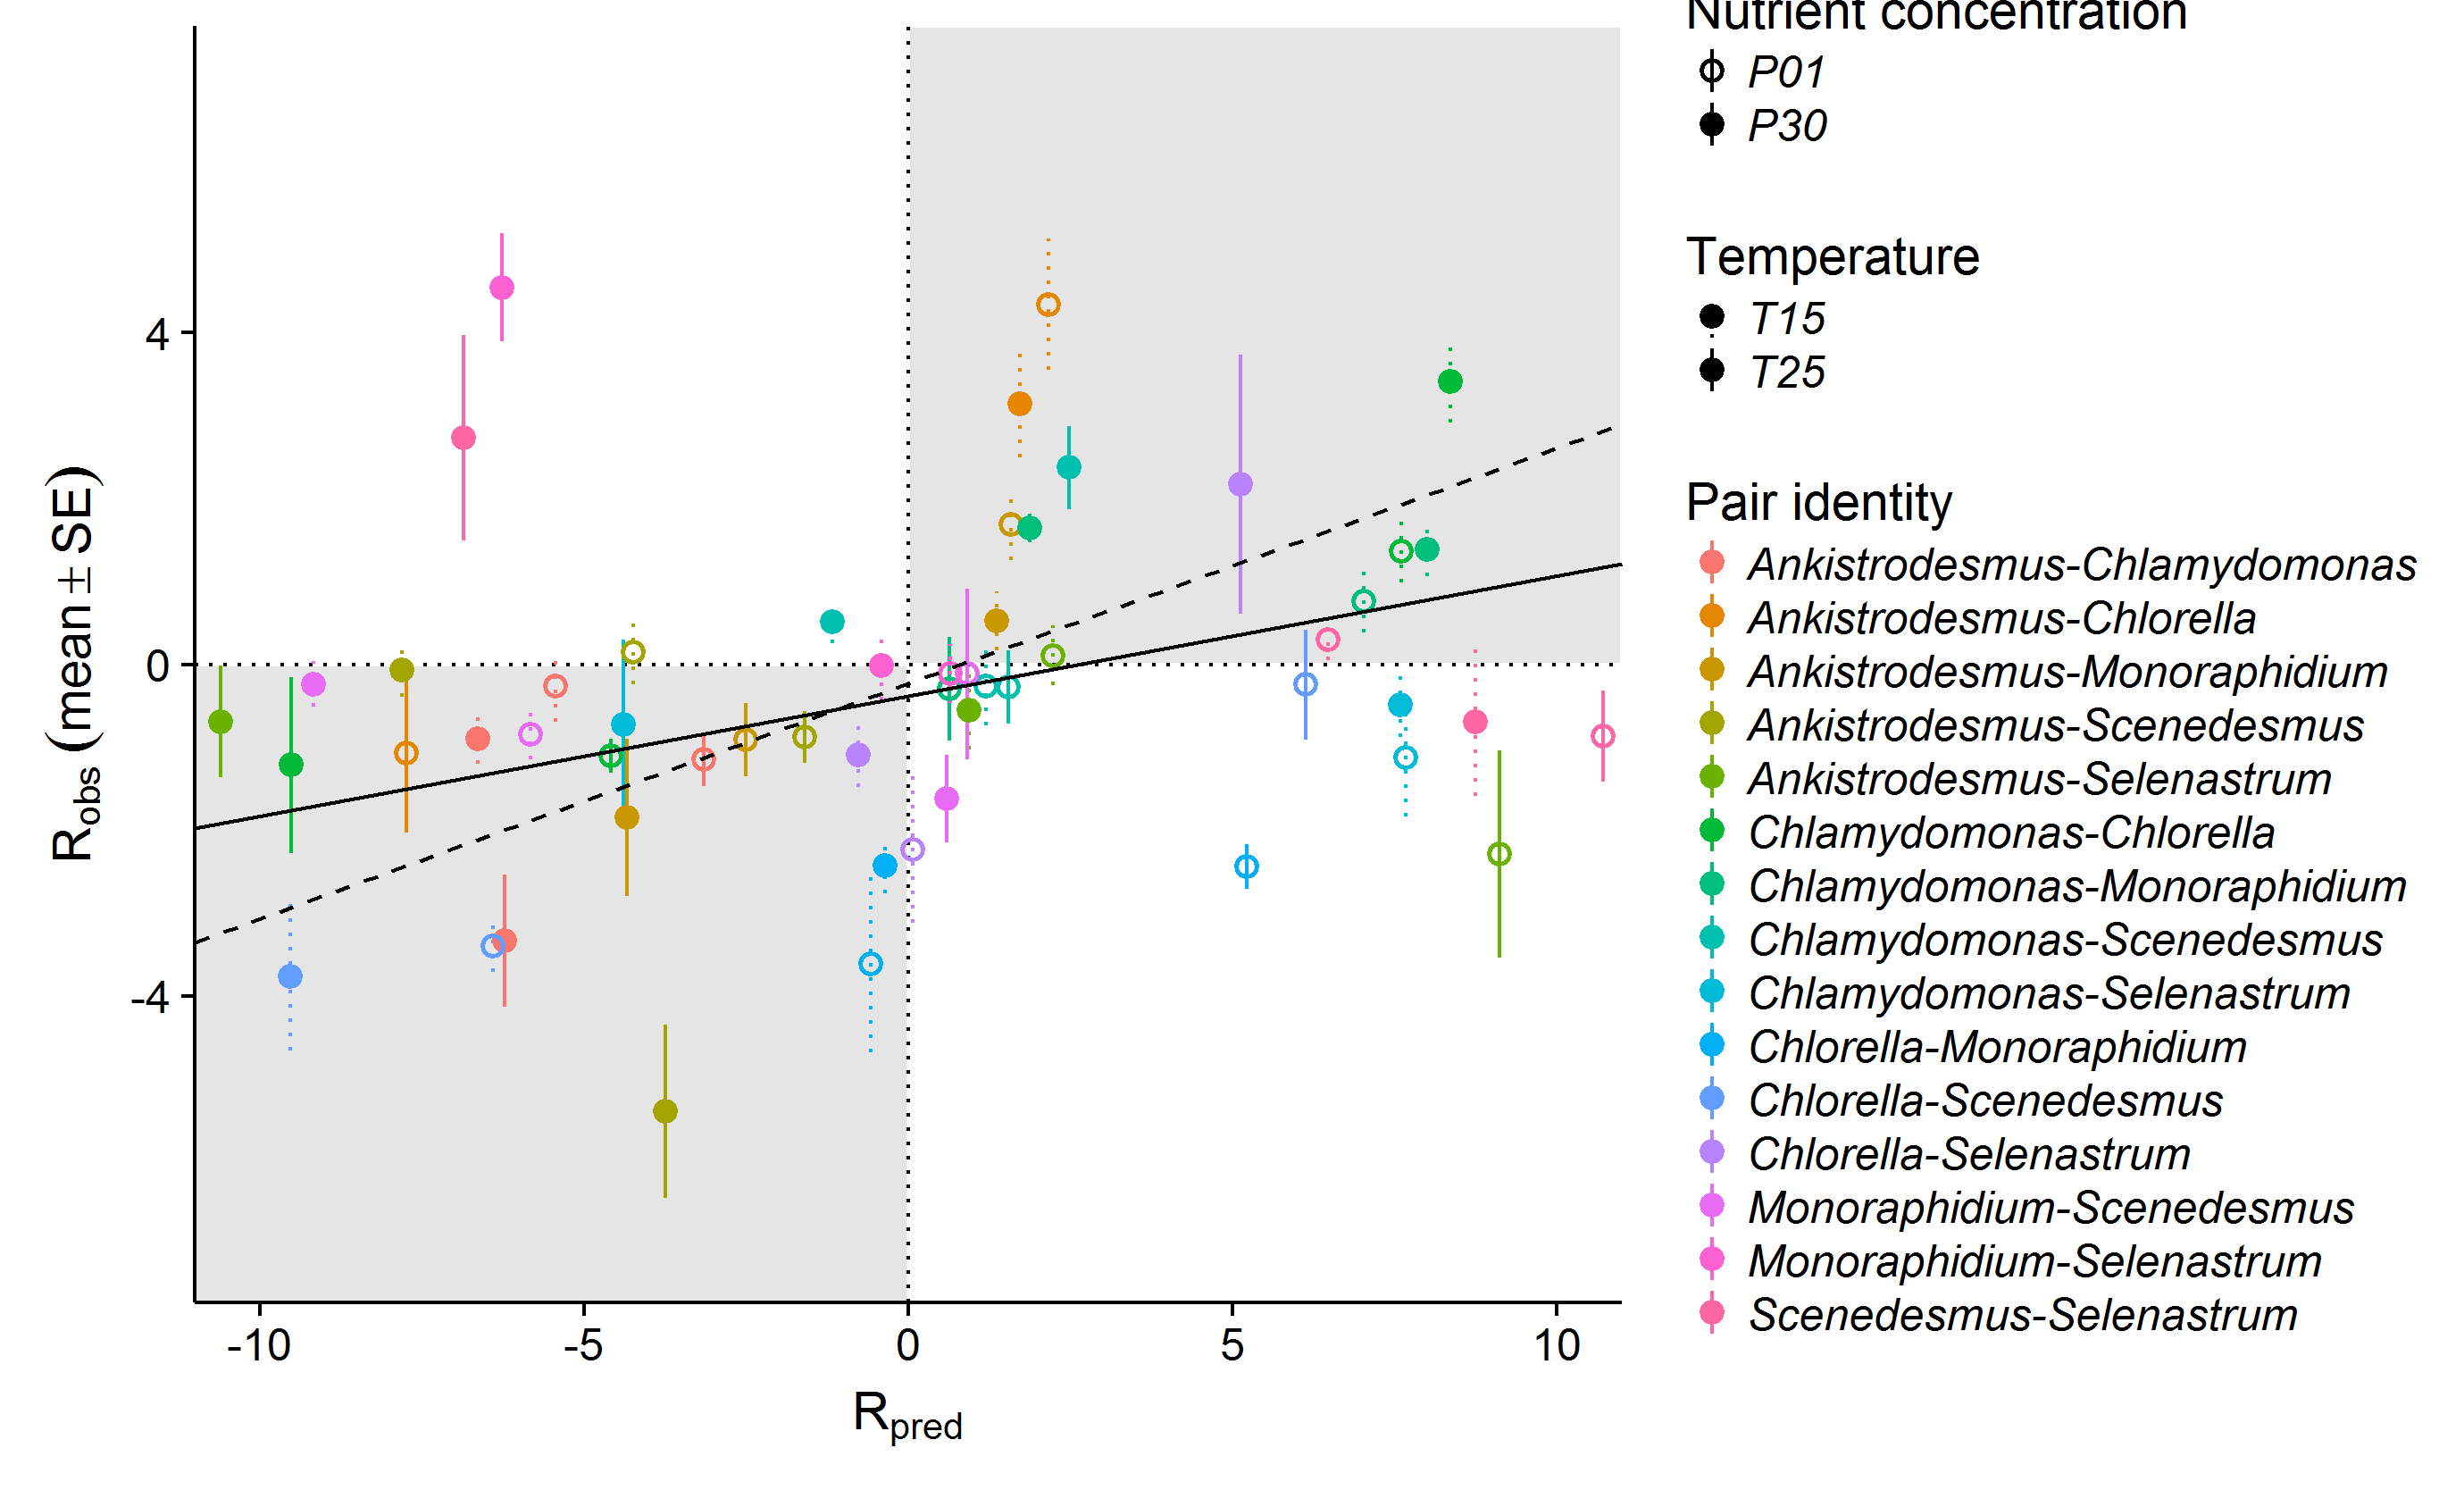 Nutrient concentration
P01
P30
Temperature
T15
T25
Pair identity
Ankistrodesmus-Chlamydomonas
Ankistrodesmus-Chlorella
Ankistrodesmus-Monoraphidium
Ankistrodesmus-Scenedesmus
Ankistrodesmus-Selenastrum
Chlamydomonas-Chlorella
Chlamydomonas-Monoraphidium
Chlamydomonas-Scenedesmus
Chlamydomonas-Selenastrum
Chlorella-Monoraphidium
Chlorella-Scenedesmus
Chlorella-Selenastrum
Monoraphidium-Scenedesmus
Monoraphidium-Selenastrum
Scenedesmus-Selenastrum
Robs (mean ± SE)
4
0
-4
-10 -5 0 5 10
Rpred